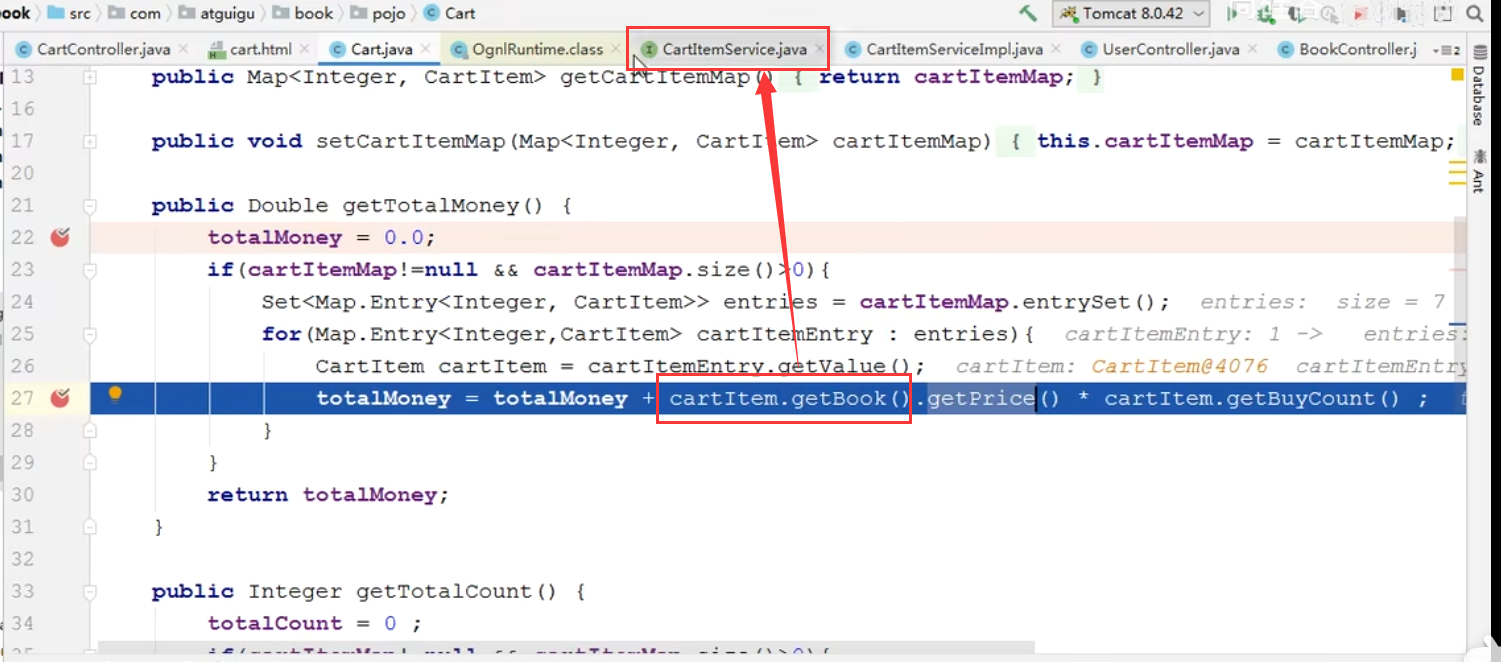 ook src com atguigu book pojo Cart Tomcat 8.0.42
CartController.java cart.html Cart.java OgnlRuntime.class CartItemService.java CartItemServiceImpl.java UserController.java BookController.j
13 public Map<Integer, CartItem> getCartItemMap() { return cartItemMap; }
16
17 public void setCartItemMap(Map<Integer, CartItem> cartItemMap) { this.cartItemMap = cartItemMap;
20
21 public Double getTotalMoney() {
22 totalMoney = 0.0;
23 if(cartItemMap!=null && cartItemMap.size()>0){
24 Set<Map.Entry<Integer, CartItem>> entries = cartItemMap.entrySet(); entries: size = 7
25 for(Map.Entry<Integer,CartItem> cartItemEntry : entries){ cartItemEntry: 1 -> entries:
26 CartItem cartItem = cartItemEntry.getValue(); cartItem: CartItem@4076 cartItemEntry
27 totalMoney = totalMoney + cartItem.getBook().getPrice() * cartItem.getBuyCount() ;
28 }
29 }
30 return totalMoney;
31 }
32
33 public Integer getTotalCount() {
34 totalCount = 0 ;
Database
Ant